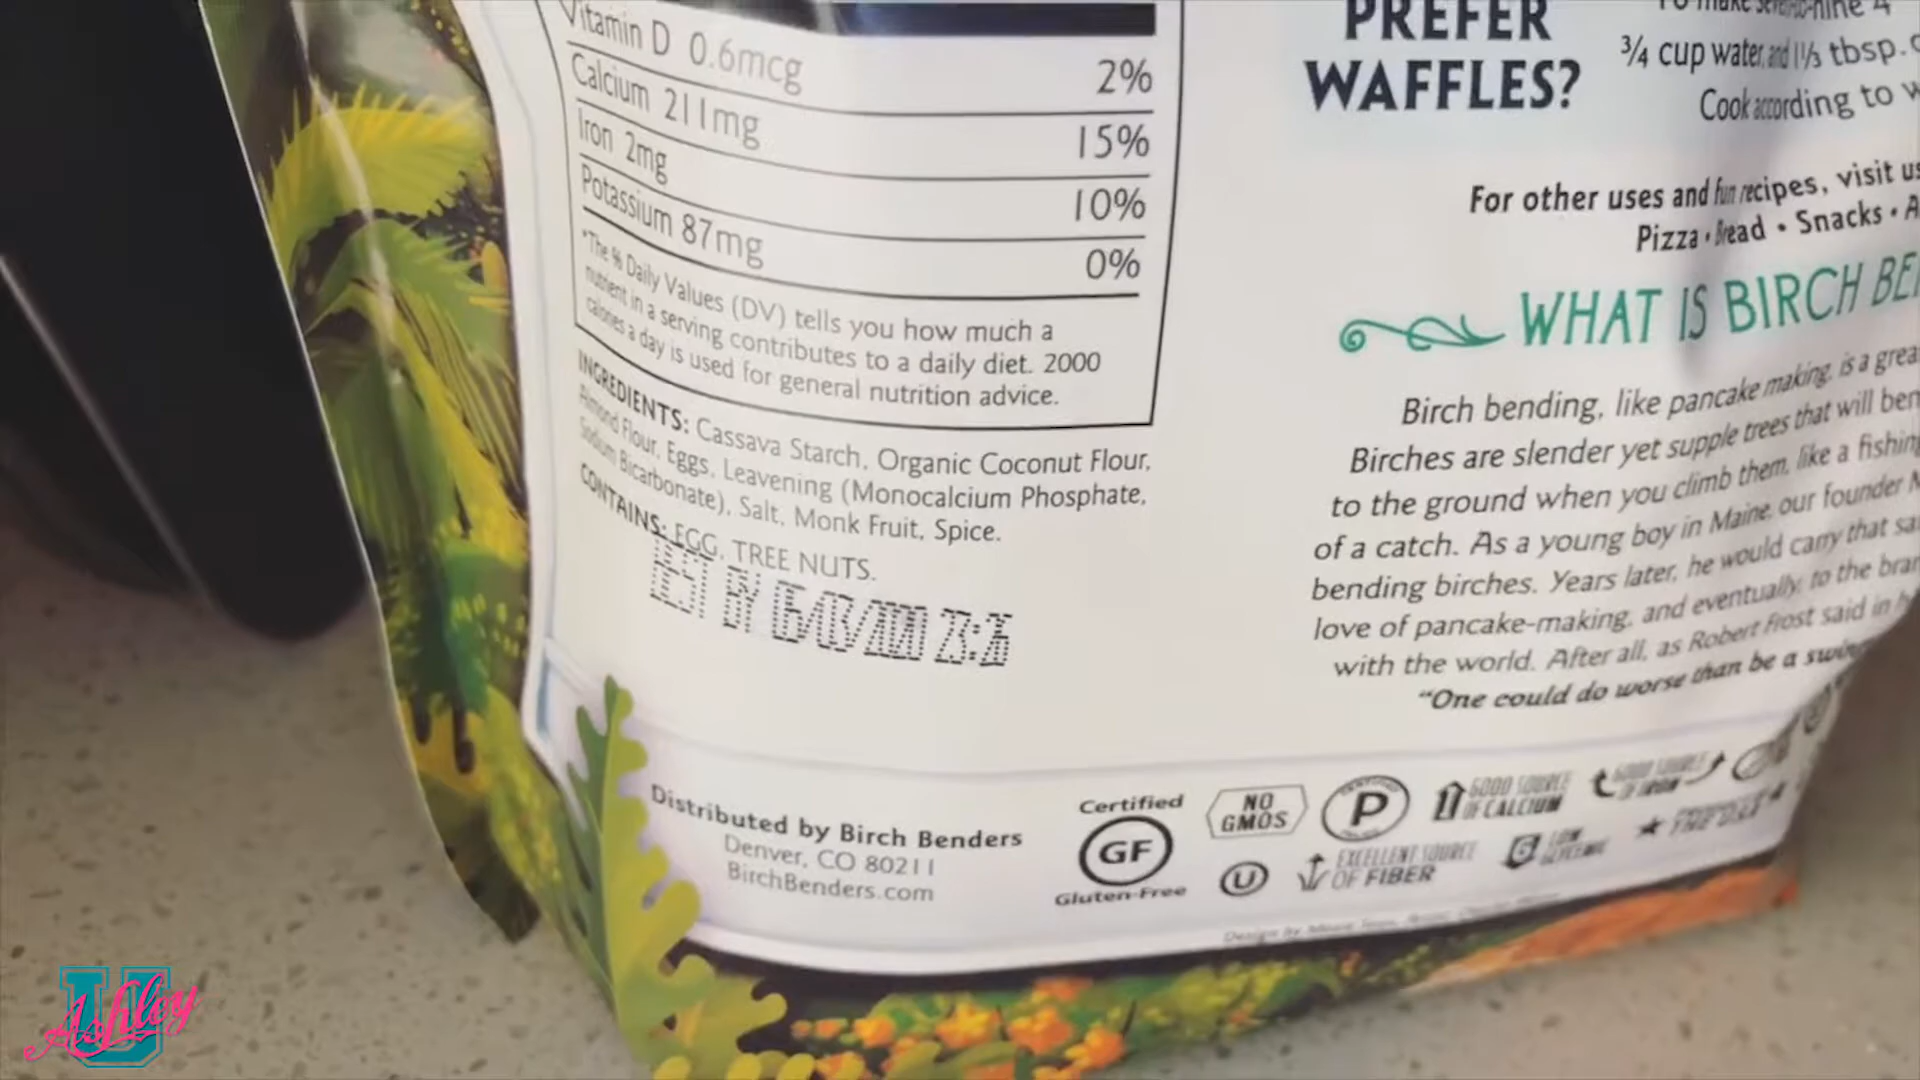 Vitamin D 0.6mcg 2%
Calcium 211mg 15%
Iron 2mg 10%
Potassium 87mg 0%
*The % Daily Values (DV) tells you how much a
nutrient in a serving contributes to a daily diet. 2000
calories a day is used for general nutrition advice.
INGREDIENTS: Cassava Starch, Organic Coconut Flour,
Almond Flour, Eggs, Leavening (Monocalcium Phosphate,
Sodium Bicarbonate), Salt, Monk Fruit, Spice.
CONTAINS: EGG, TREE NUTS.
BEST BY 23:26
Distributed by Birch Benders
Denver, CO 80211
BirchBenders.com
PREFER
WAFFLES?
3/4 cup water, and 1 1/3 tbsp.
Cook according to
For other uses and fun recipes, visit us
Pizza • Bread • Snacks •
WHAT IS BIRCH
Birch bending, like pancake making, is a
Birches are slender yet supple trees that will
to the ground when you climb them, like a
of a catch. As a young boy in Maine, our founder
bending birches. Years later, he would carry that
love of pancake-making, and eventually, to the
with the world. After all, as Robert Frost said in
"One could do worse than be a
Certified
GF
Gluten-Free
NO
GMOS
P
GOOD SOURCE
OF CALCIUM
GOOD SOURCE
OF IRON
U
EXCELLENT SOURCE
OF FIBER
LOW
GLYCEMIC
U
Ashley